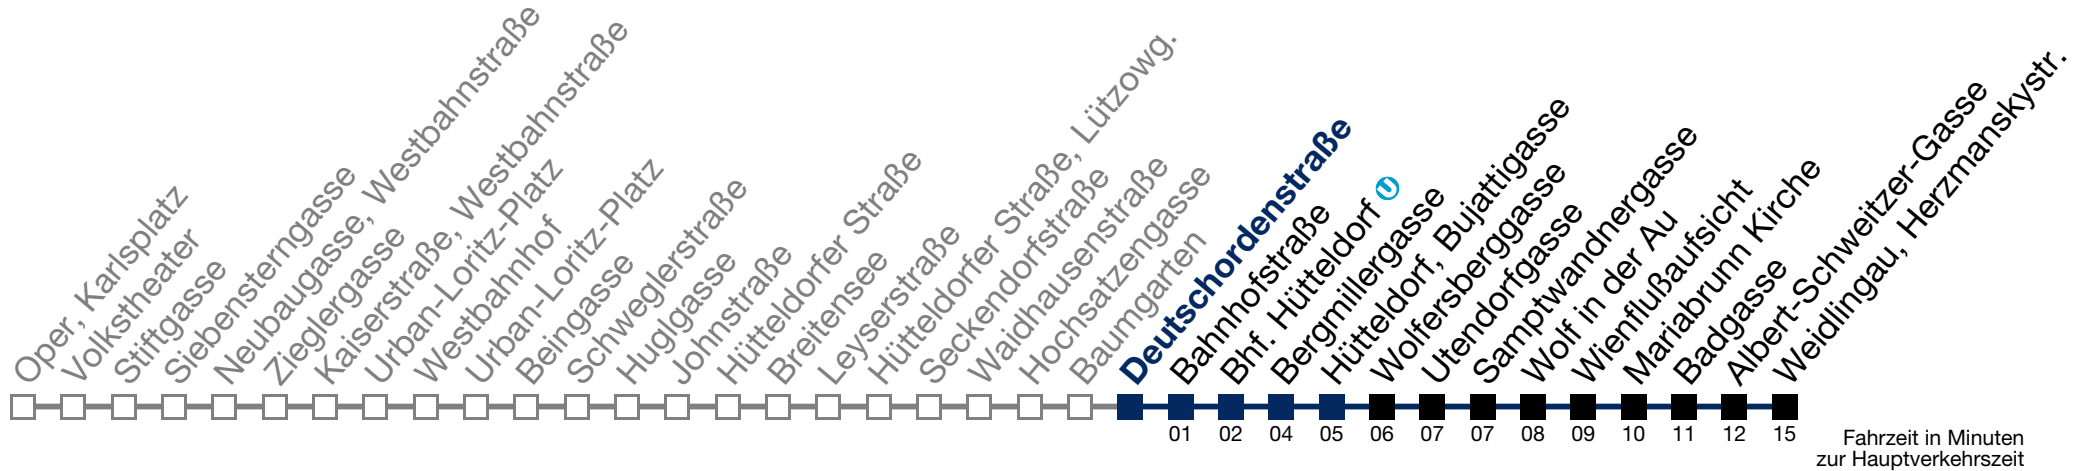 Oper, Karlsplatz
Volkstheater
Stiftgasse
Siebensterngasse
Neubaugasse, Westbahnstraße
Zieglergasse
Kaiserstraße, Westbahnstraße
Urban-Loritz-Platz
Westbahnhof
Urban-Loritz-Platz
Beingasse
Schweglerstraße
Huglgasse
Johnstraße
Hütteldorfer Straße
Breitensee
Leyserstraße
Hütteldorfer Straße, Lützowg.
Seckendorfstraße
Waidhausenstraße
Hochsatzengasse
Baumgarten
Deutschordenstraße
Bahnhofstraße
Bhf. Hütteldorf U
Bergmillergasse
Hütteldorf, Bujattigasse
Wolfersberggasse
Utendorfgasse
Samptwandnergasse
Wolf in der Au
Wienflußaufsicht
Mariabrunn Kirche
Badgasse
Albert-Schweitzer-Gasse
Weidlingau, Herzmanskystr.
01 02 04 05 06 07 07 08 09 10 11 12 15
Fahrzeit in Minuten
zur Hauptverkehrszeit